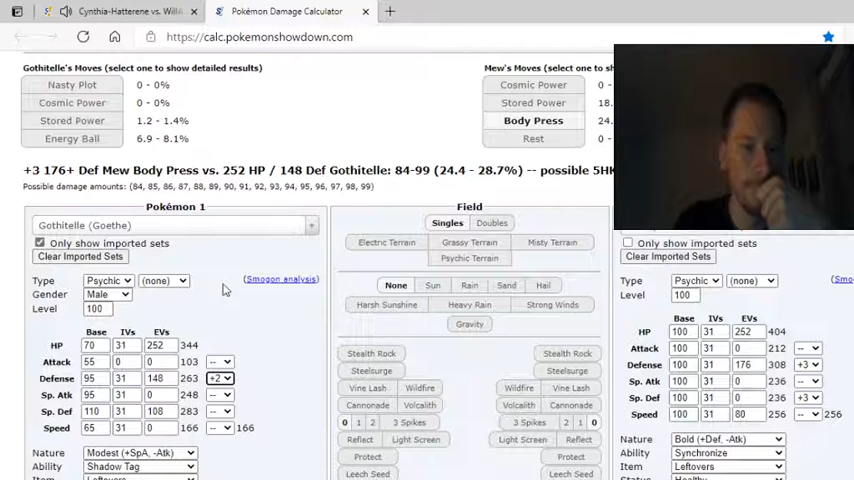 Cynthia-Hatterene vs. WillA
Pokémon Damage Calculator
https://calc.pokemonshowdown.com
Gothitelle's Moves (select one to show detailed results)
Nasty Plot 0 - 0%
Cosmic Power 0 - 0%
Stored Power 1.2 - 1.4%
Energy Ball 6.9 - 8.1%
Mew's Moves (select one to show detailed
Cosmic Power 0 -
Stored Power 18.
Body Press 24.
Rest 0 -
+3 176+ Def Mew Body Press vs. 252 HP / 148 Def Gothitelle: 84-99 (24.4 - 28.7%) -- possible 5H
Possible damage amounts: (84, 85, 86, 87, 88, 89, 90, 91, 92, 93, 94, 95, 96, 97, 98, 99)
Pokémon 1
Gothitelle (Goethe)
Only show imported sets
Clear Imported Sets
Type Psychic (none) (Smogon analysis)
Gender Male
Level 100
Base IVs EVs
HP 70 31 252 344
Attack 55 0 0 103 --
Defense 95 31 148 263 +2
Sp. Atk 95 31 0 248 --
Sp. Def 110 31 108 283 --
Speed 65 31 0 166 -- 166
Nature Modest (+SpA, -Atk)
Ability Shadow Tag
Item Leftovers
Field
Singles Doubles
Electric Terrain Grassy Terrain Misty Terrain
Psychic Terrain
None Sun Rain Sand Hail
Harsh Sunshine Heavy Rain Strong Winds
Gravity
Stealth Rock Stealth Rock
Steelsurge Steelsurge
Vine Lash Wildfire Wildfire Vine Lash
Cannonade Volcalith Volcalith Cannonade
0 1 2 3 Spikes 3 Spikes 2 1 0
Reflect Light Screen Light Screen Reflect
Protect Protect
Leech Seed Leech Seed
Only show imported sets
Clear Imported Sets
Type Psychic (none) (Smo
Level 100
Base IVs EVs
HP 100 31 252 404
Attack 100 31 0 212 --
Defense 100 31 176 308 +3
Sp. Atk 100 31 0 236 --
Sp. Def 100 31 0 236 +3
Speed 100 31 80 256 -- 256
Nature Bold (+Def, -Atk)
Ability Synchronize
Item Leftovers
Status Healthy